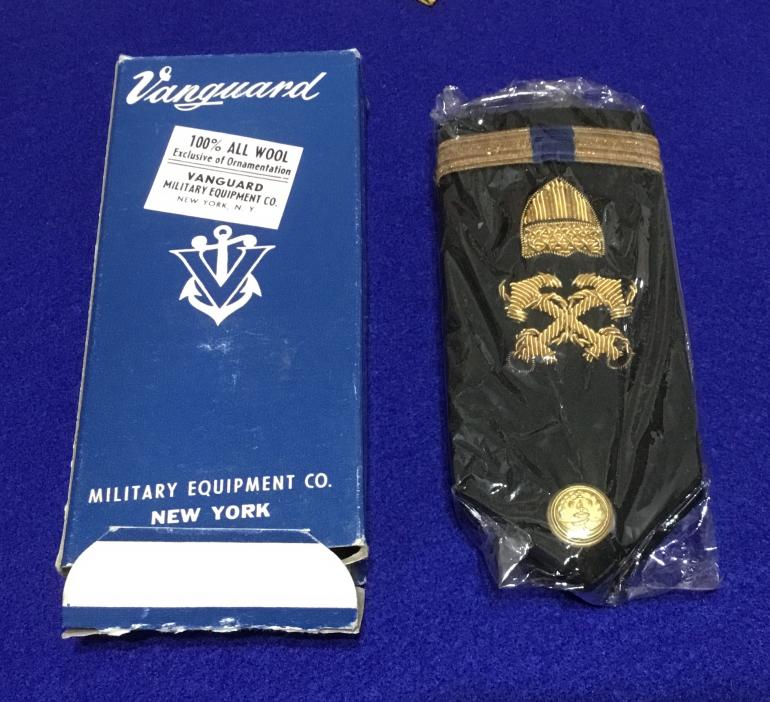 Vanguard
100% ALL WOOL
Exclusive of Ornamentation
VANGUARD
MILITARY EQUIPMENT CO.
NEW YORK, N. Y
V
MILITARY EQUIPMENT CO.
NEW YORK